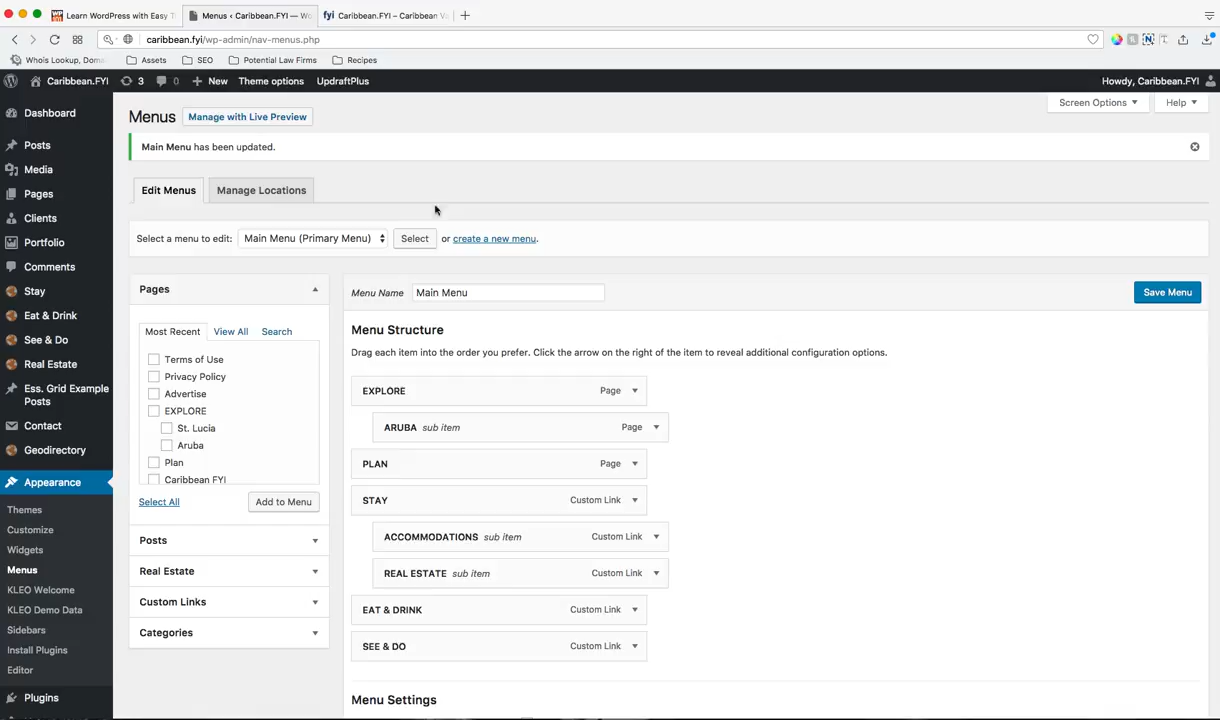 Learn WordPress with Easy T
Menus ‹ Caribbean.FYI — Wo
fyi Caribbean.FYI – Caribbean Va
caribbean.fyi/wp-admin/nav-menus.php
Whois Lookup, Doma
Assets
SEO
Potential Law Firms
Recipes
Caribbean.FYI
3
0
New
Theme options
UpdraftPlus
Howdy, Caribbean.FYI
Dashboard
Posts
Media
Pages
Clients
Portfolio
Comments
Stay
Eat & Drink
See & Do
Real Estate
Ess. Grid Example
Posts
Contact
Geodirectory
Appearance
Themes
Customize
Widgets
Menus
KLEO Welcome
KLEO Demo Data
Sidebars
Install Plugins
Editor
Plugins
Menus
Manage with Live Preview
Screen Options
Help
Main Menu has been updated.
Edit Menus
Manage Locations
Select a menu to edit:
Main Menu (Primary Menu)
Select
or create a new menu.
Pages
Most Recent
View All
Search
Terms of Use
Privacy Policy
Advertise
EXPLORE
St. Lucia
Aruba
Plan
Caribbean FYI
Select All
Add to Menu
Posts
Real Estate
Custom Links
Categories
Menu Name
Main Menu
Save Menu
Menu Structure
Drag each item into the order you prefer. Click the arrow on the right of the item to reveal additional configuration options.
EXPLORE Page
ARUBA sub item Page
PLAN Page
STAY Custom Link
ACCOMMODATIONS sub item Custom Link
REAL ESTATE sub item Custom Link
EAT & DRINK Custom Link
SEE & DO Custom Link
Menu Settings